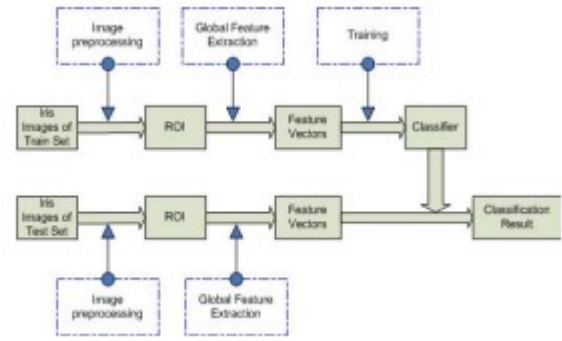 Image
preprocessing
Global Feature
Extraction
Training
Iris
Images of
Train Set
ROI
Feature
Vectors
Classifier
Iris
Images of
Test Set
ROI
Feature
Vectors
Classification
Result
Image
preprocessing
Global Feature
Extraction